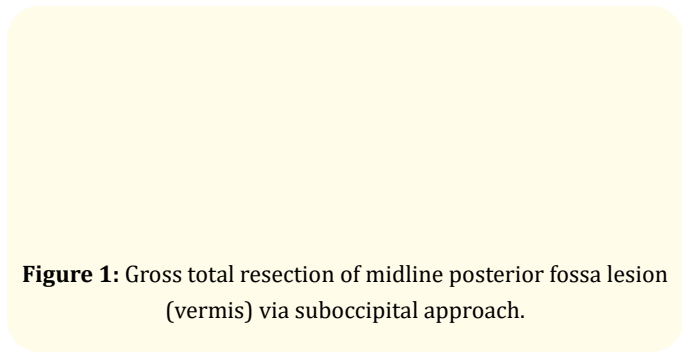 Figure 1: Gross total resection of midline posterior fossa lesion
(vermis) via suboccipital approach.